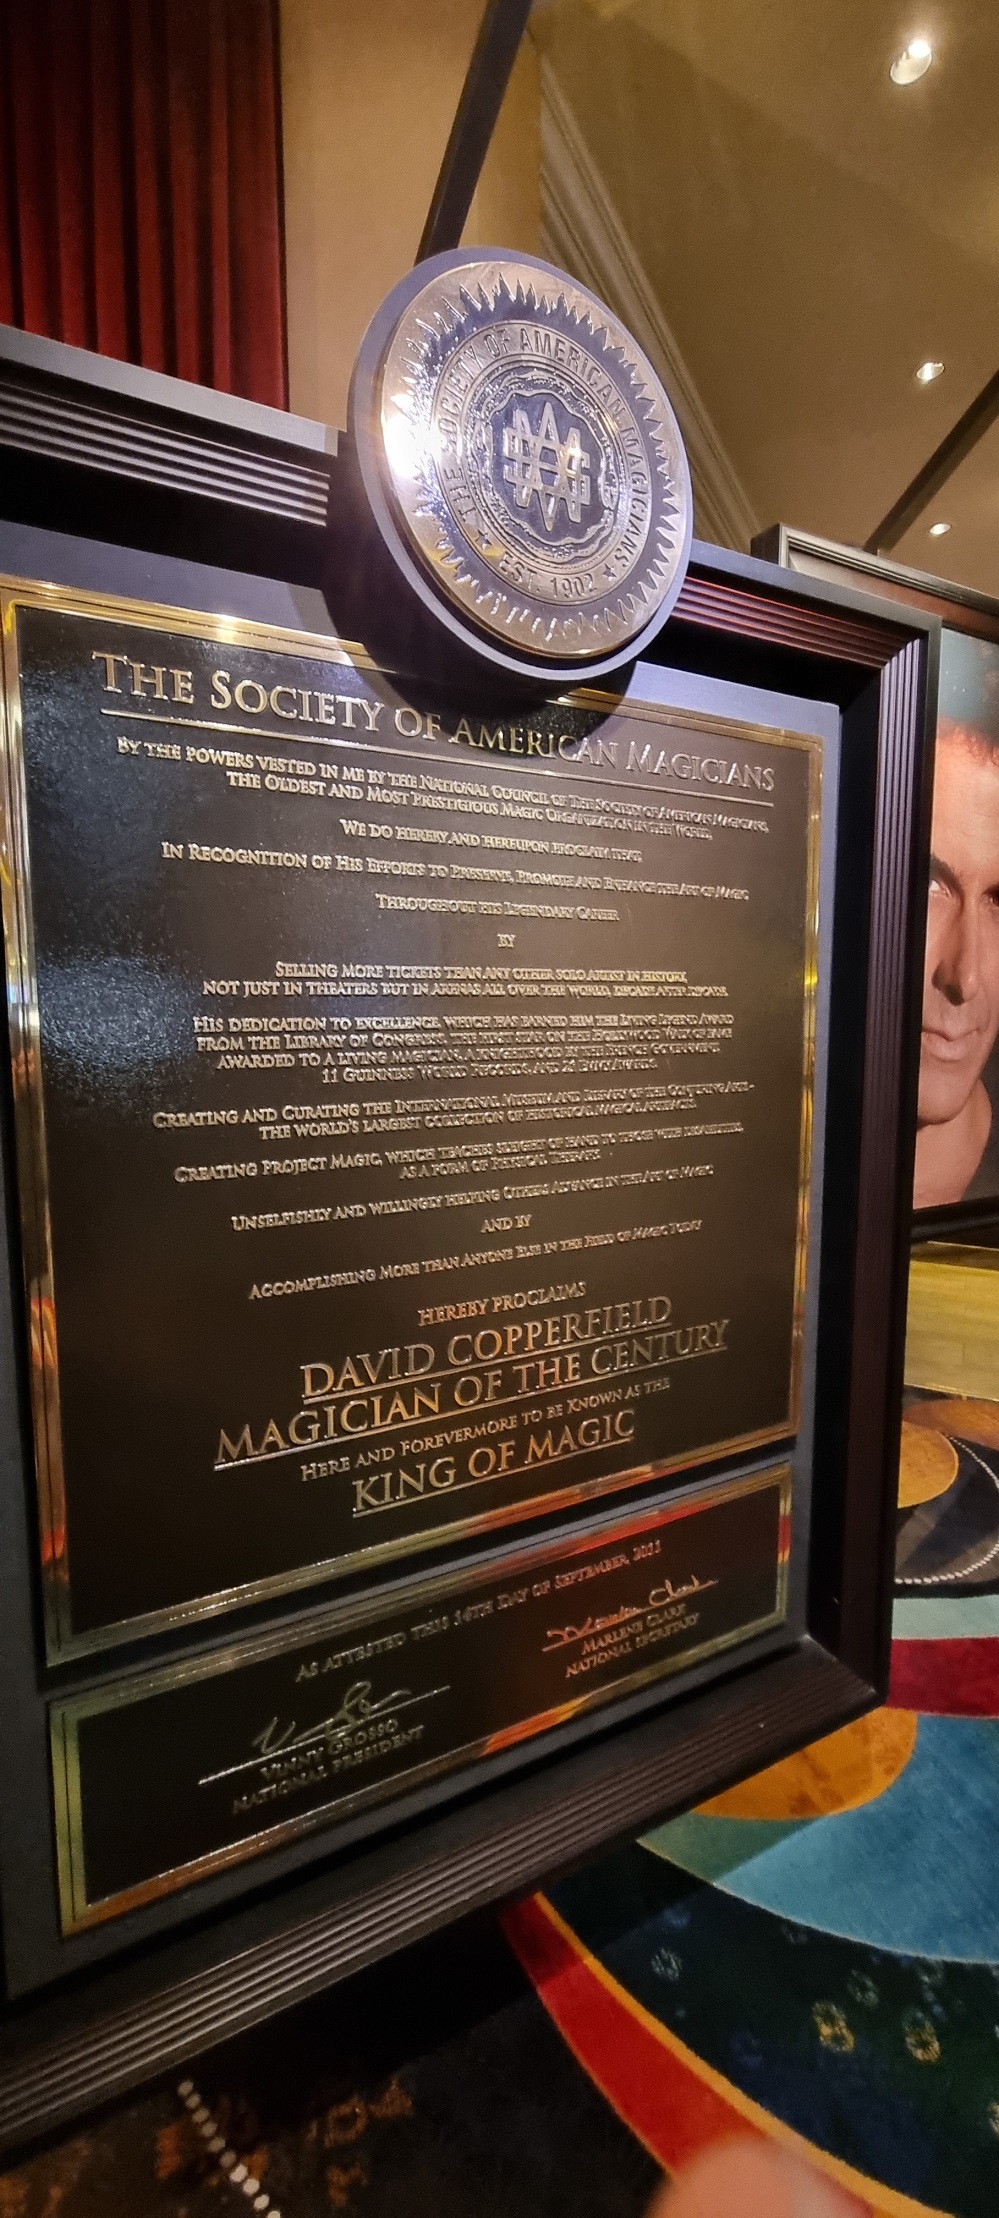 THE SOCIETY OF AMERICAN MAGICIANS
EST. 1902
THE SOCIETY OF AMERICAN MAGICIANS
BY THE POWERS VESTED IN ME BY THE NATIONAL COUNCIL OF THE SOCIETY OF AMERICAN MAGICIANS,
THE OLDEST AND MOST PRESTIGIOUS MAGIC ORGANIZATION IN THE WORLD,
WE DO HEREBY AND HEREUPON PROCLAIM THAT,
IN RECOGNITION OF HIS EFFORTS TO PRESERVE, PROMOTE AND ENHANCE THE ART OF MAGIC
THROUGHOUT HIS LEGENDARY CAREER
BY
SELLING MORE TICKETS THAN ANY OTHER SOLO ARTIST IN HISTORY,
NOT JUST IN THEATERS BUT IN ARENAS ALL OVER THE WORLD, DECADE AFTER DECADE.
HIS DEDICATION TO EXCELLENCE, WHICH HAS EARNED HIM THE LIVING LEGEND AWARD
FROM THE LIBRARY OF CONGRESS, THE FIRST STAR ON THE HOLLYWOOD WALK OF FAME
AWARDED TO A LIVING MAGICIAN, A KNIGHTHOOD BY THE FRENCH GOVERNMENT,
11 GUINNESS WORLD RECORDS, AND 21 EMMY AWARDS.
CREATING AND CURATING THE INTERNATIONAL MUSEUM AND LIBRARY OF THE CONJURING ARTS -
THE WORLD'S LARGEST COLLECTION OF HISTORICAL MAGICAL ARTIFACTS.
CREATING PROJECT MAGIC, WHICH TEACHES SLEIGHT OF HAND TO THOSE WITH DISABILITIES,
AS A FORM OF PHYSICAL THERAPY.
UNSELFISHLY AND WILLINGLY HELPING OTHERS ADVANCE IN THE ART OF MAGIC
AND BY
ACCOMPLISHING MORE THAN ANYONE ELSE IN THE FIELD OF MAGIC TODAY
HEREBY PROCLAIMS
DAVID COPPERFIELD
MAGICIAN OF THE CENTURY
HERE AND FOREVERMORE TO BE KNOWN AS THE
KING OF MAGIC
AS ATTESTED THIS 16TH DAY OF SEPTEMBER, 2011
MARLENE CLARK
NATIONAL SECRETARY
VINNY GROSSO
NATIONAL PRESIDENT